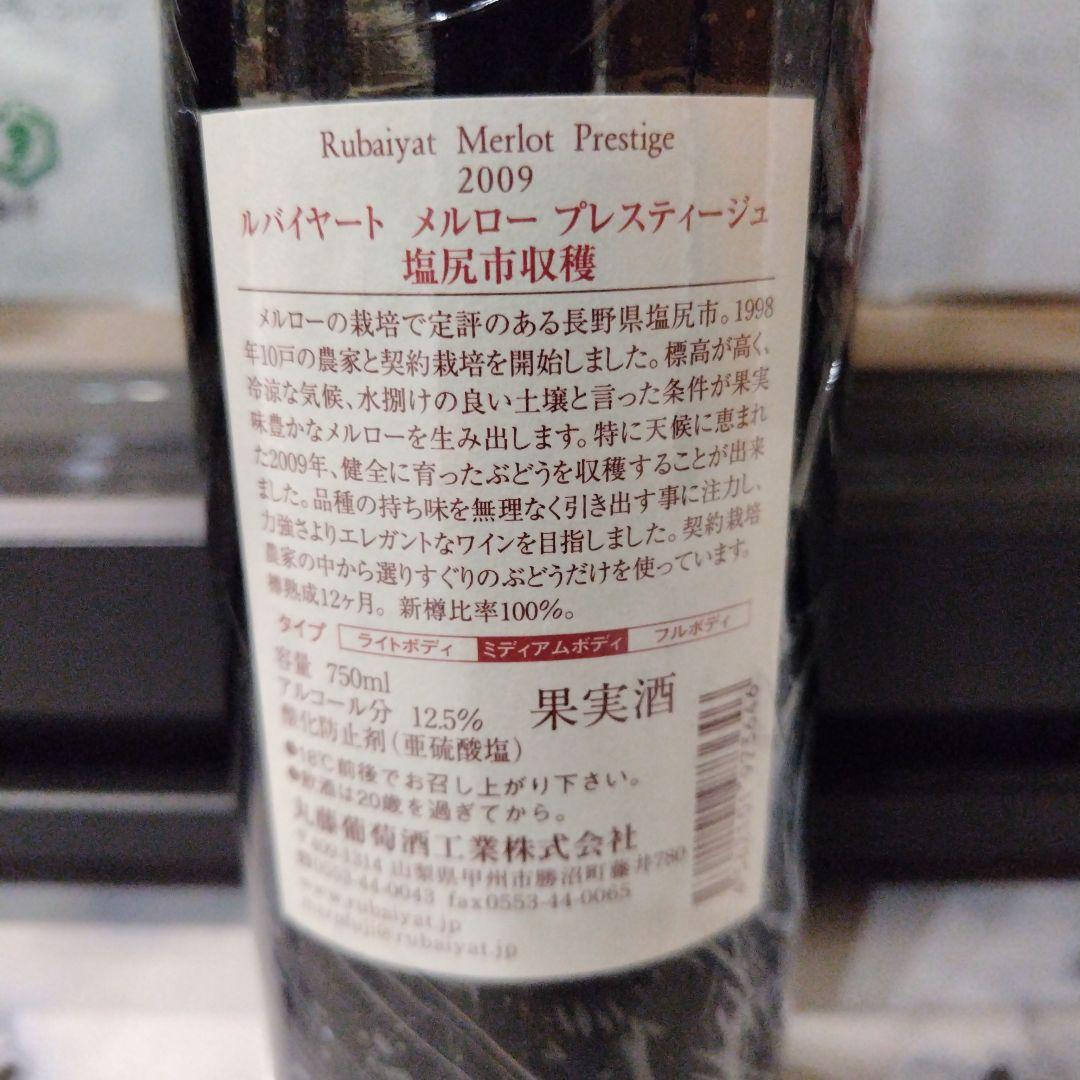 Rubaiyat Merlot Prestige
2009
ルバイヤート メルロー プレスティージュ
塩尻市収穫
メルローの栽培で定評のある長野県塩尻市。1998
年10戸の農家と契約栽培を開始しました。標高が高く、
冷涼な気候、水捌けの良い土壌と言った条件が果実
味豊かなメルローを生み出します。特に天候に恵まれ
た2009年、健全に育ったぶどうを収穫することが出来
ました。品種の持ち味を無理なく引き出す事に注力し、
力強さよりエレガントなワインを目指しました。契約栽培
農家の中から選りすぐりのぶどうだけを使っています。
樽熟成12ヶ月。新樽比率100%。
タイプ ライトボディ ミディアムボディ フルボディ
容量 750ml
アルコール分 12.5% 果実酒
酸化防止剤(亜硫酸塩)
●18℃前後でお召し上がり下さい。
●飲酒は20歳を過ぎてから。
丸藤葡萄酒工業株式会社
〒409-1314 山梨県甲州市勝沼町藤井780
☎0553-44-0043 fax0553-44-0065
www.rubaiyat.jp